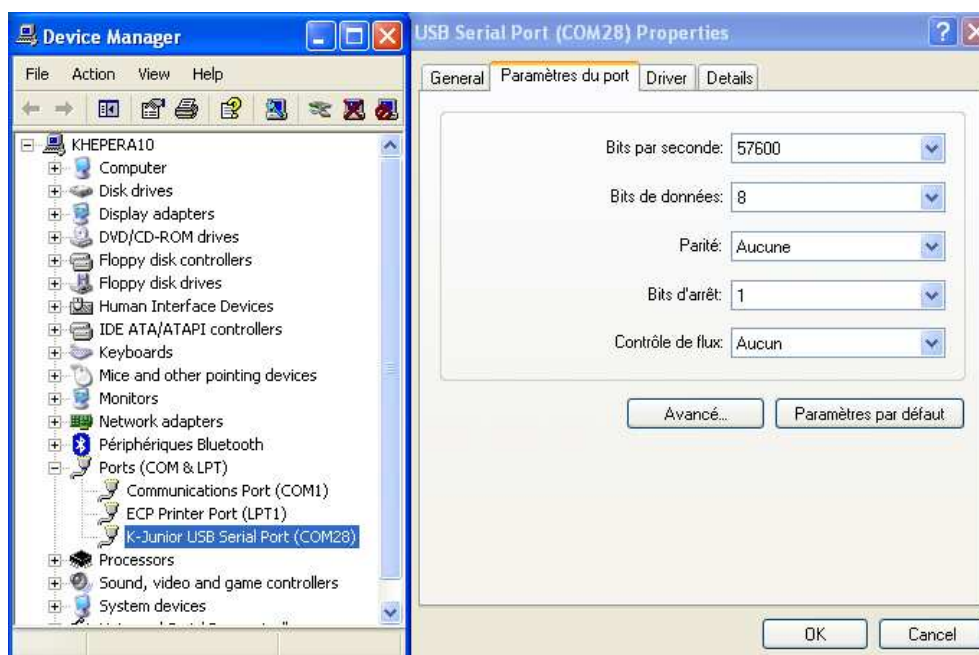 Device Manager
File Action View Help
KHEPERA10
Computer
Disk drives
Display adapters
DVD/CD-ROM drives
Floppy disk controllers
Floppy disk drives
Human Interface Devices
IDE ATA/ATAPI controllers
Keyboards
Mice and other pointing devices
Monitors
Network adapters
Périphériques Bluetooth
Ports (COM & LPT)
Communications Port (COM1)
ECP Printer Port (LPT1)
K-Junior USB Serial Port (COM28)
Processors
Sound, video and game controllers
System devices
USB Serial Port (COM28) Properties
General Paramètres du port Driver Details
Bits par seconde: 57600
Bits de données: 8
Parité: Aucune
Bits d'arrêt: 1
Contrôle de flux: Aucun
Avancé... Paramètres par défaut
OK Cancel